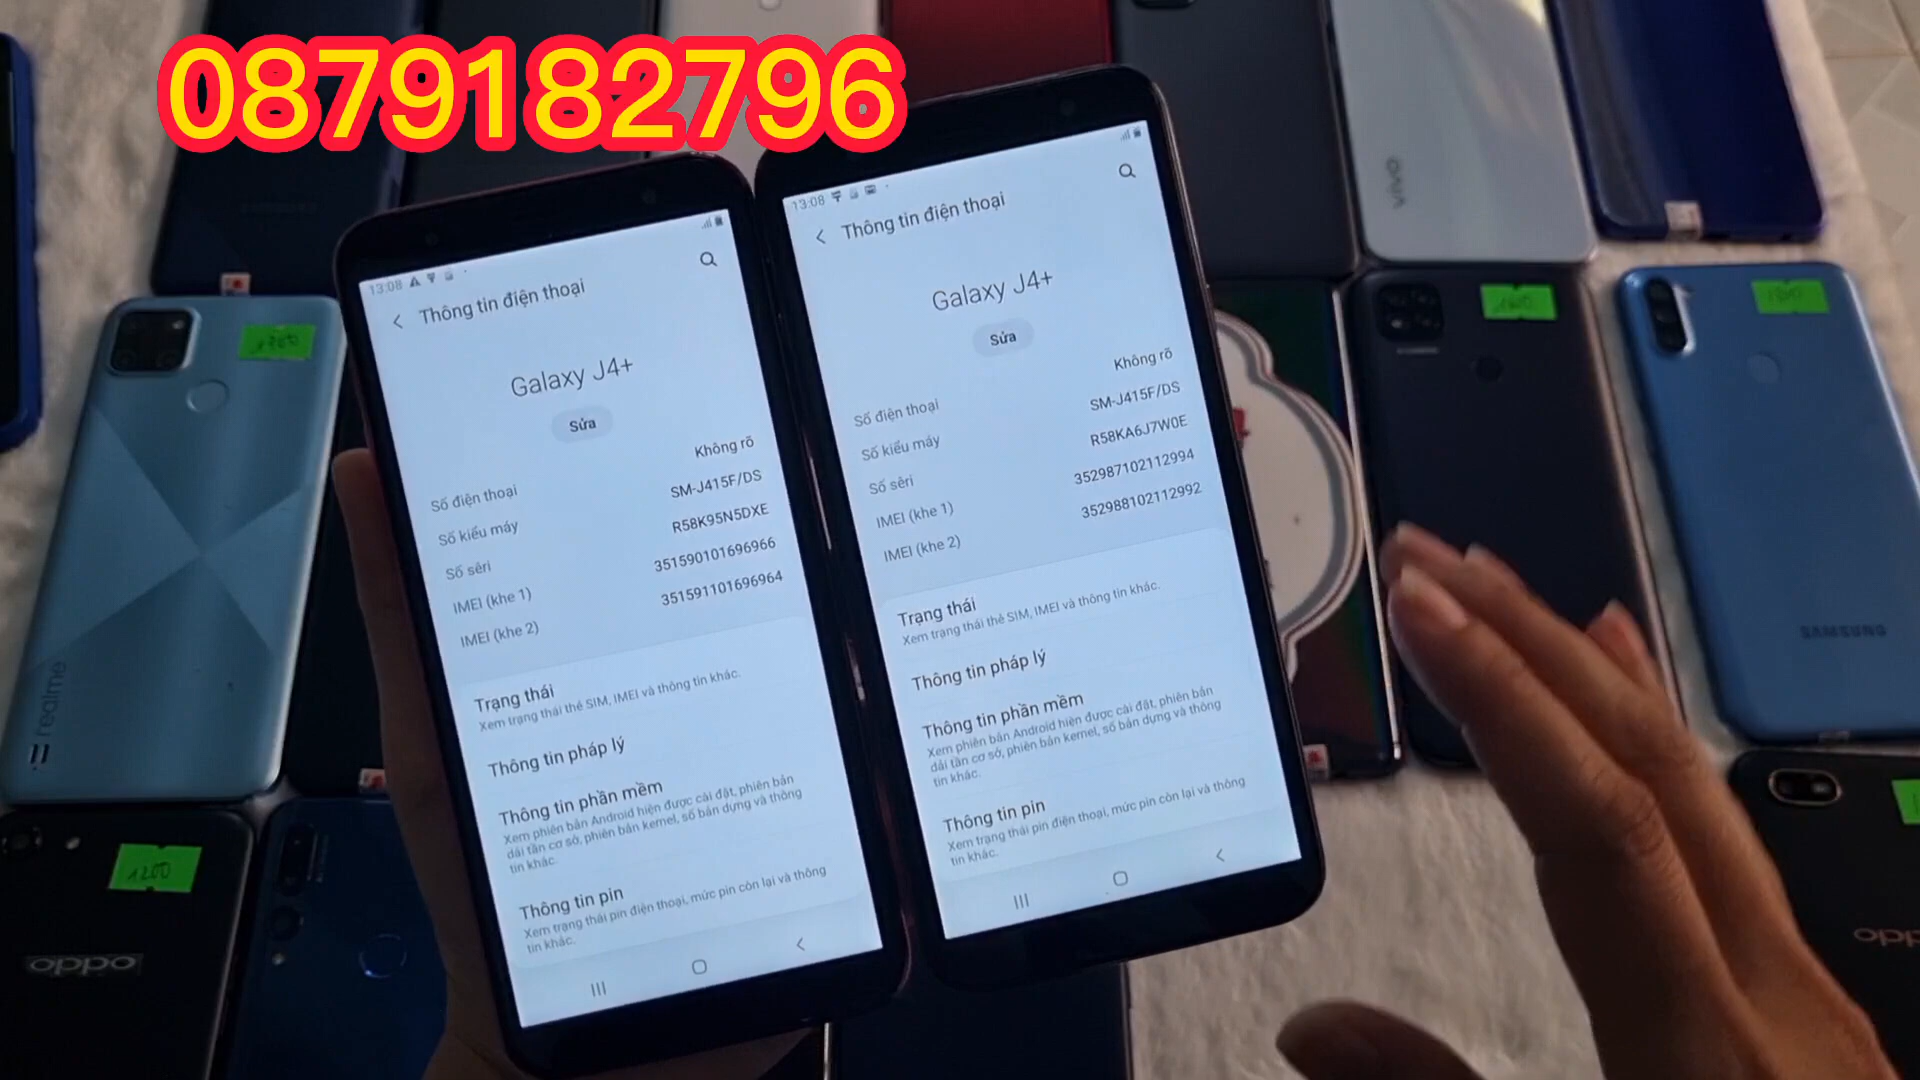 0879182796
13:08
Thông tin điện thoại
Galaxy J4+
Sửa
Số điện thoại Không rõ
Số kiểu máy SM-J415F/DS
Số sêri R58K95N5DXE
IMEI (khe 1) 351590101696966
IMEI (khe 2) 351591101696964
Trạng thái
Xem trạng thái thẻ SIM, IMEI và thông tin khác.
Thông tin pháp lý
Thông tin phần mềm
Xem phiên bản Android hiện được cài đặt, phiên bản
dải tần cơ sở, phiên bản kernel, số bản dựng và thông
tin khác.
Thông tin pin
Xem trạng thái pin điện thoại, mức pin còn lại và thông
tin khác.
13:08
Thông tin điện thoại
Galaxy J4+
Sửa
Số điện thoại Không rõ
Số kiểu máy SM-J415F/DS
Số sêri R58KA6J7W0E
IMEI (khe 1) 352987102112994
IMEI (khe 2) 352988102112992
Trạng thái
Xem trạng thái thẻ SIM, IMEI và thông tin khác.
Thông tin pháp lý
Thông tin phần mềm
Xem phiên bản Android hiện được cài đặt, phiên bản
dải tần cơ sở, phiên bản kernel, số bản dựng và thông
tin khác.
Thông tin pin
Xem trạng thái pin điện thoại, mức pin còn lại và thông
tin khác.
vivo
realme
1200
oppo
SAMSUNG